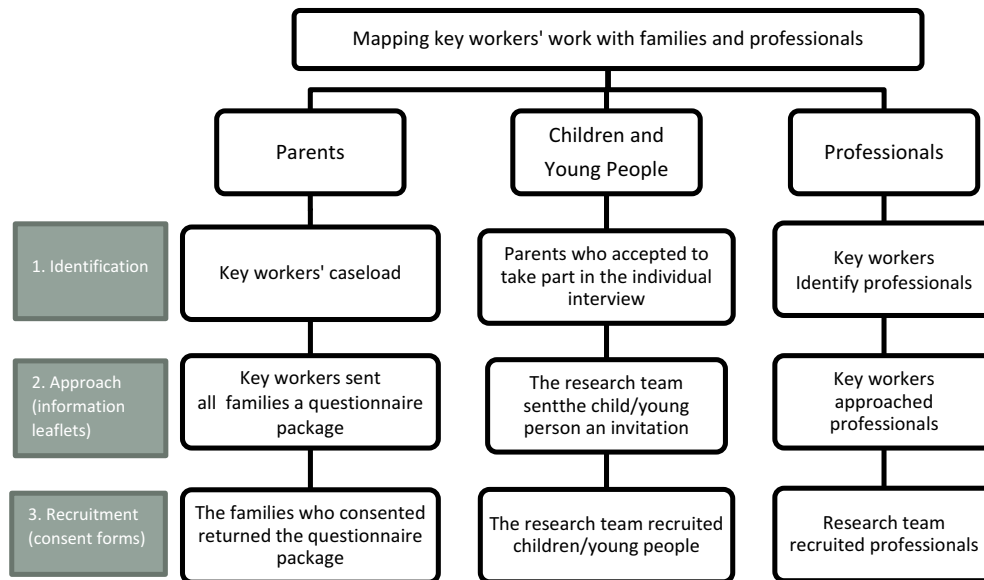 Mapping key workers' work with families and professionals
Parents
Children and
Young People
Professionals
1. Identification
Key workers' caseload
Parents who accepted to
take part in the individual
interview
Key workers
Identify professionals
2. Approach
(information
leaflets)
Key workers sent
all families a questionnaire
package
The research team
sentthe child/young
person an invitation
Key workers
approached
professionals
3. Recruitment
(consent forms)
The families who consented
returned the questionnaire
package
The research team recruited
children/young people
Research team
recruited professionals